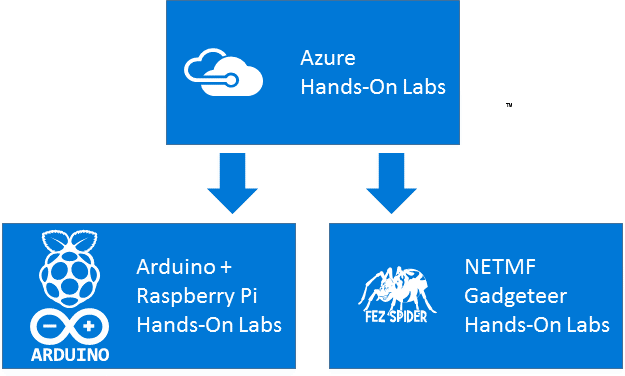 Azure
Hands-On Labs
™
Arduino +
Raspberry Pi
Hands-On Labs
ARDUINO
NETMF
Gadgeteer
Hands-On Labs
FEZ SPIDER